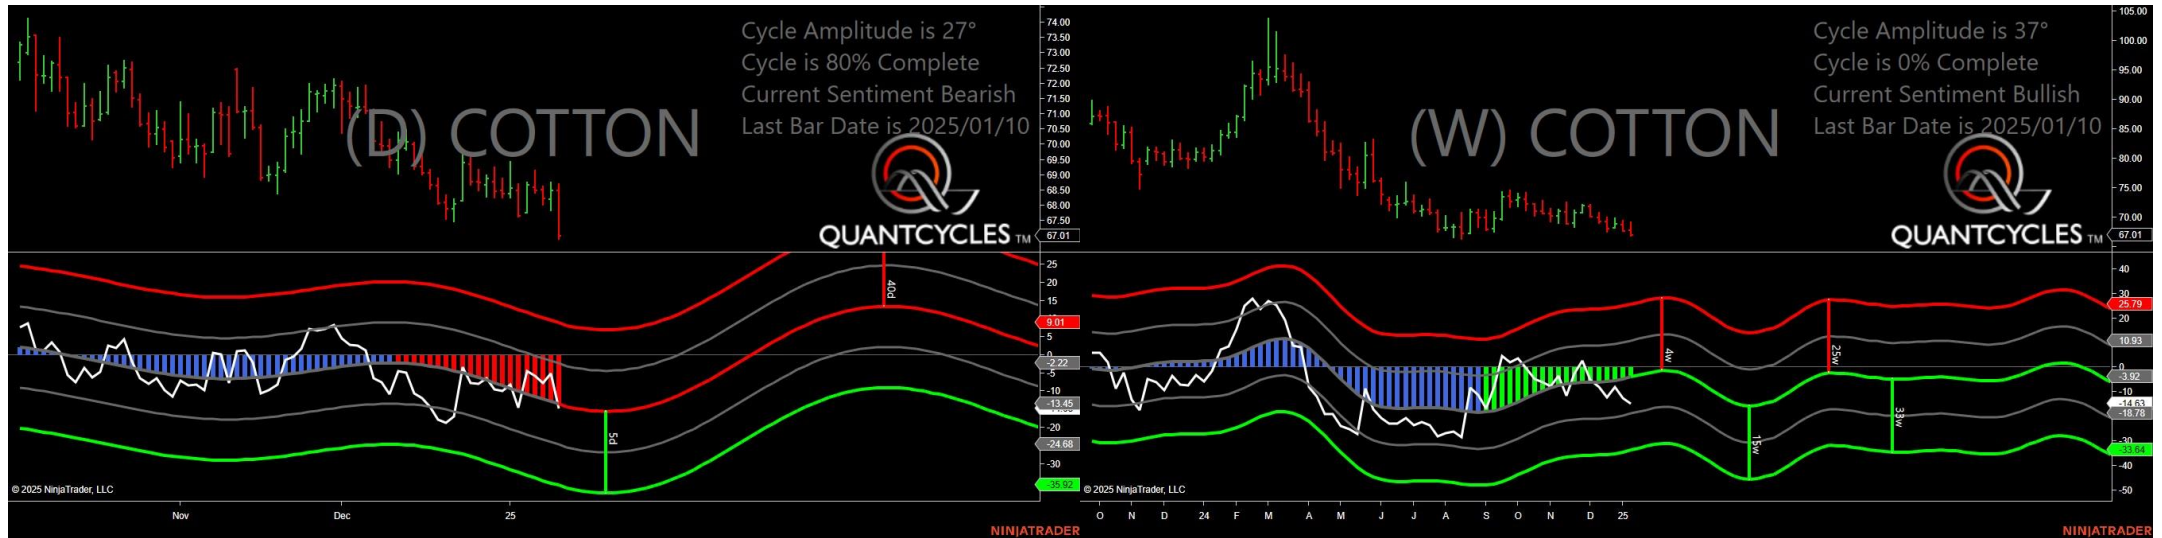 Cycle Amplitude is 27°
Cycle is 80% Complete
Current Sentiment Bearish
Last Bar Date is 2025/01/10
(D) COTTON
QUANTCYCLES TM
74.00
73.50
73.00
72.50
72.00
71.50
71.00
70.50
70.00
69.50
69.00
68.50
68.00
67.50
67.01
25
20
15
9.01
5
0
-2.22
-5
-10
-13.45
-20
-24.68
-30
-35.92
40d
5d
© 2025 NinjaTrader, LLC
Nov Dec 25
NINJATRADER
Cycle Amplitude is 37°
Cycle is 0% Complete
Current Sentiment Bullish
Last Bar Date is 2025/01/10
(W) COTTON
QUANTCYCLES TM
105.00
100.00
95.00
90.00
85.00
80.00
75.00
70.00
67.01
40
30
25.79
20
10.93
0
-3.92
-10
-14.63
-18.78
-30
-33.64
-40
-50
4w
25w
15w
33w
© 2025 NinjaTrader, LLC
O N D 24 F M A M J J A S O N D 25
NINJATRADER